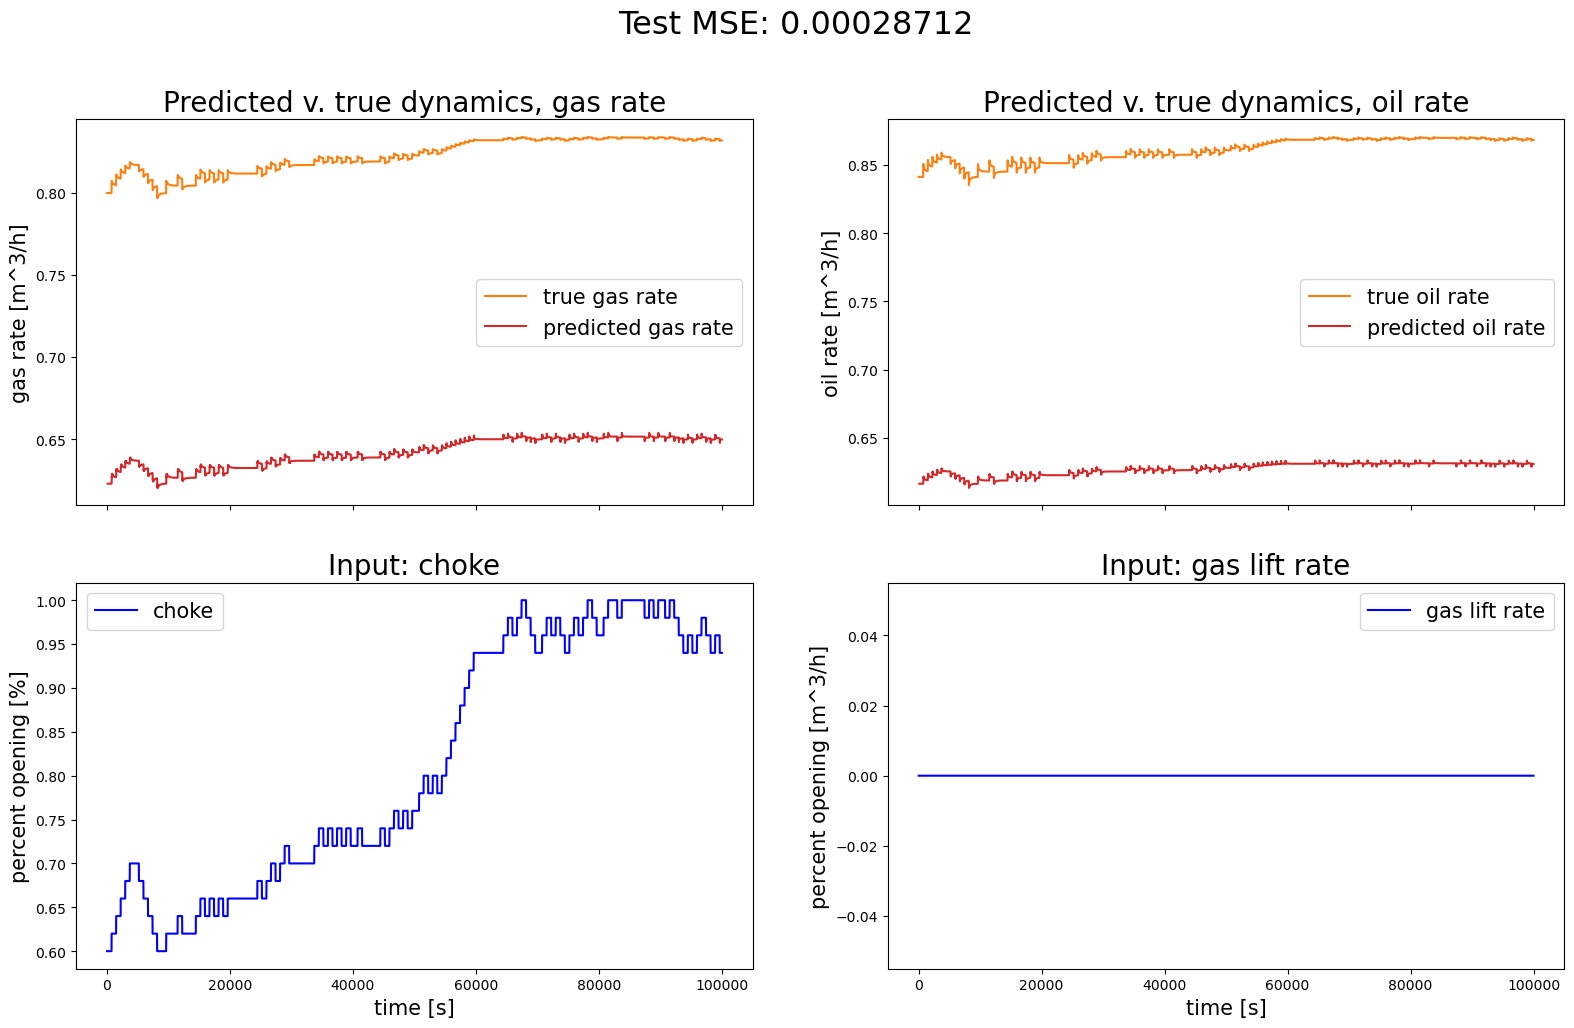 Test MSE: 0.00028712
Predicted v. true dynamics, gas rate
gas rate [m^3/h]
0.80
0.75
0.70
0.65
true gas rate
predicted gas rate
Predicted v. true dynamics, oil rate
oil rate [m^3/h]
0.85
0.80
0.75
0.70
0.65
true oil rate
predicted oil rate
Input: choke
percent opening [%]
1.00
0.95
0.90
0.85
0.80
0.75
0.70
0.65
0.60
choke
0 20000 40000 60000 80000 100000
time [s]
Input: gas lift rate
percent opening [m^3/h]
0.04
0.02
0.00
−0.02
−0.04
gas lift rate
0 20000 40000 60000 80000 100000
time [s]